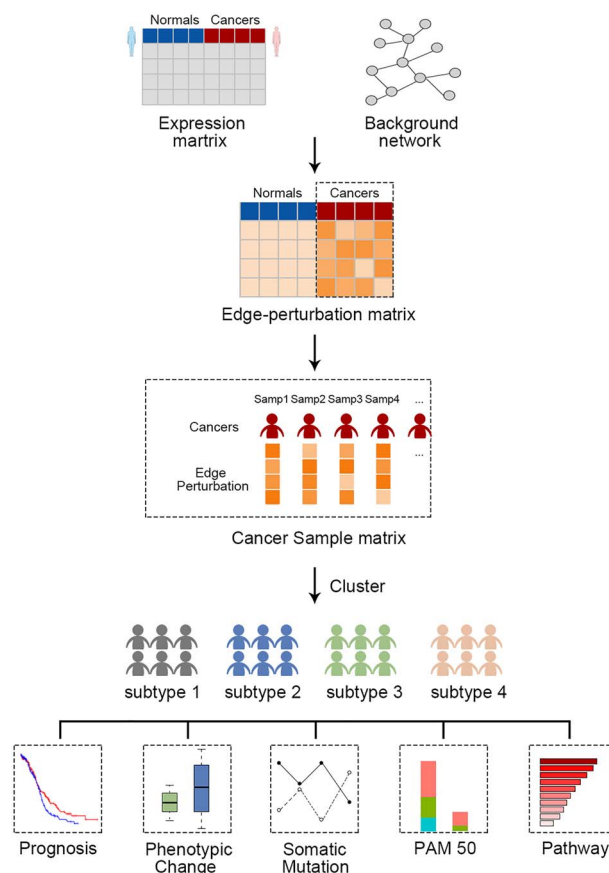 Normals Cancers
Expression
martrix
Background
network
Normals Cancers
Edge-perturbation matrix
Samp1 Samp2 Samp3 Samp4 ...
Cancers
...
Edge
Perturbation
Cancer Sample matrix
Cluster
subtype 1 subtype 2 subtype 3 subtype 4
Prognosis
Phenotypic
Change
Somatic
Mutation
PAM 50
Pathway